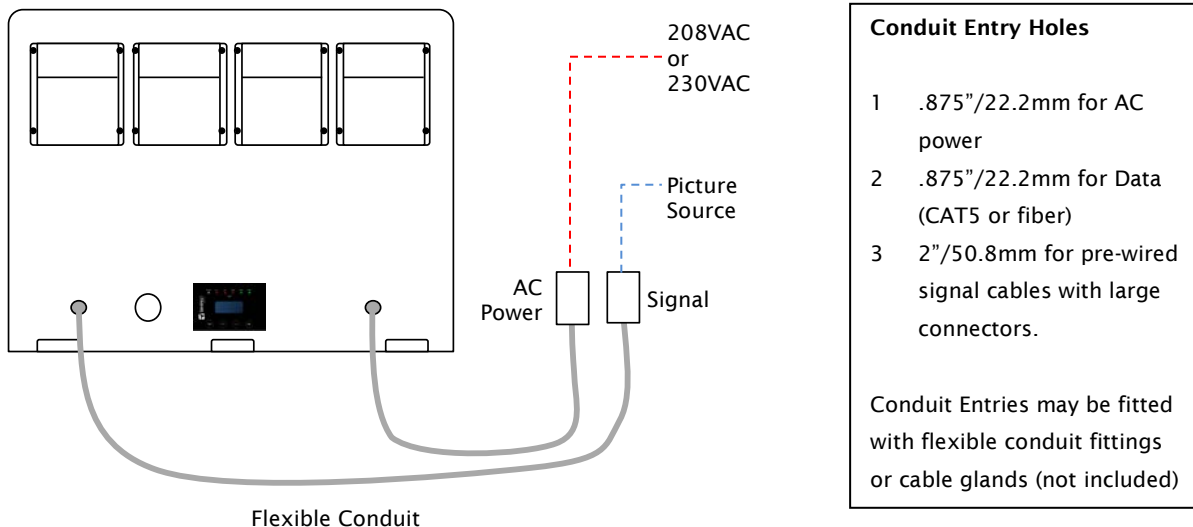 208VAC
or
230VAC
Picture
Source
AC
Power
Signal
Flexible Conduit
Conduit Entry Holes
1 .875”/22.2mm for AC
power
2 .875”/22.2mm for Data
(CAT5 or fiber)
3 2”/50.8mm for pre-wired
signal cables with large
connectors.
Conduit Entries may be fitted
with flexible conduit fittings
or cable glands (not included)